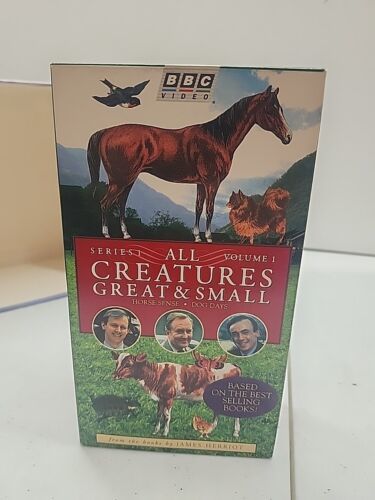 BBC
VIDEO
SERIES 1 ALL VOLUME 1
CREATURES
GREAT & SMALL
HORSE SENSE • DOG DAYS
BASED
ON THE BEST
SELLING
BOOKS!
from the books by JAMES HERRIOT